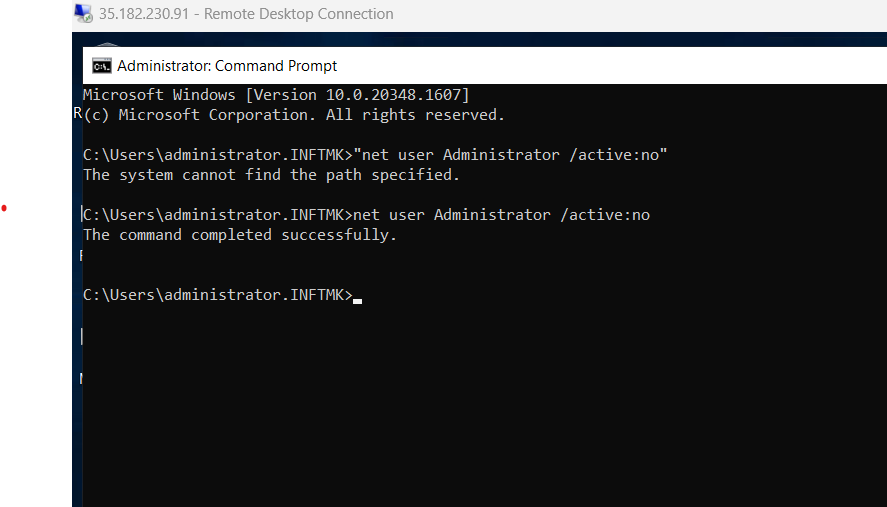 35.182.230.91 - Remote Desktop Connection
Administrator: Command Prompt
Microsoft Windows [Version 10.0.20348.1607]
R
(c) Microsoft Corporation. All rights reserved.
C:\Users\administrator.INFTMK>"net user Administrator /active:no"
The system cannot find the path specified.
C:\Users\administrator.INFTMK>net user Administrator /active:no
The command completed successfully.
C:\Users\administrator.INFTMK>